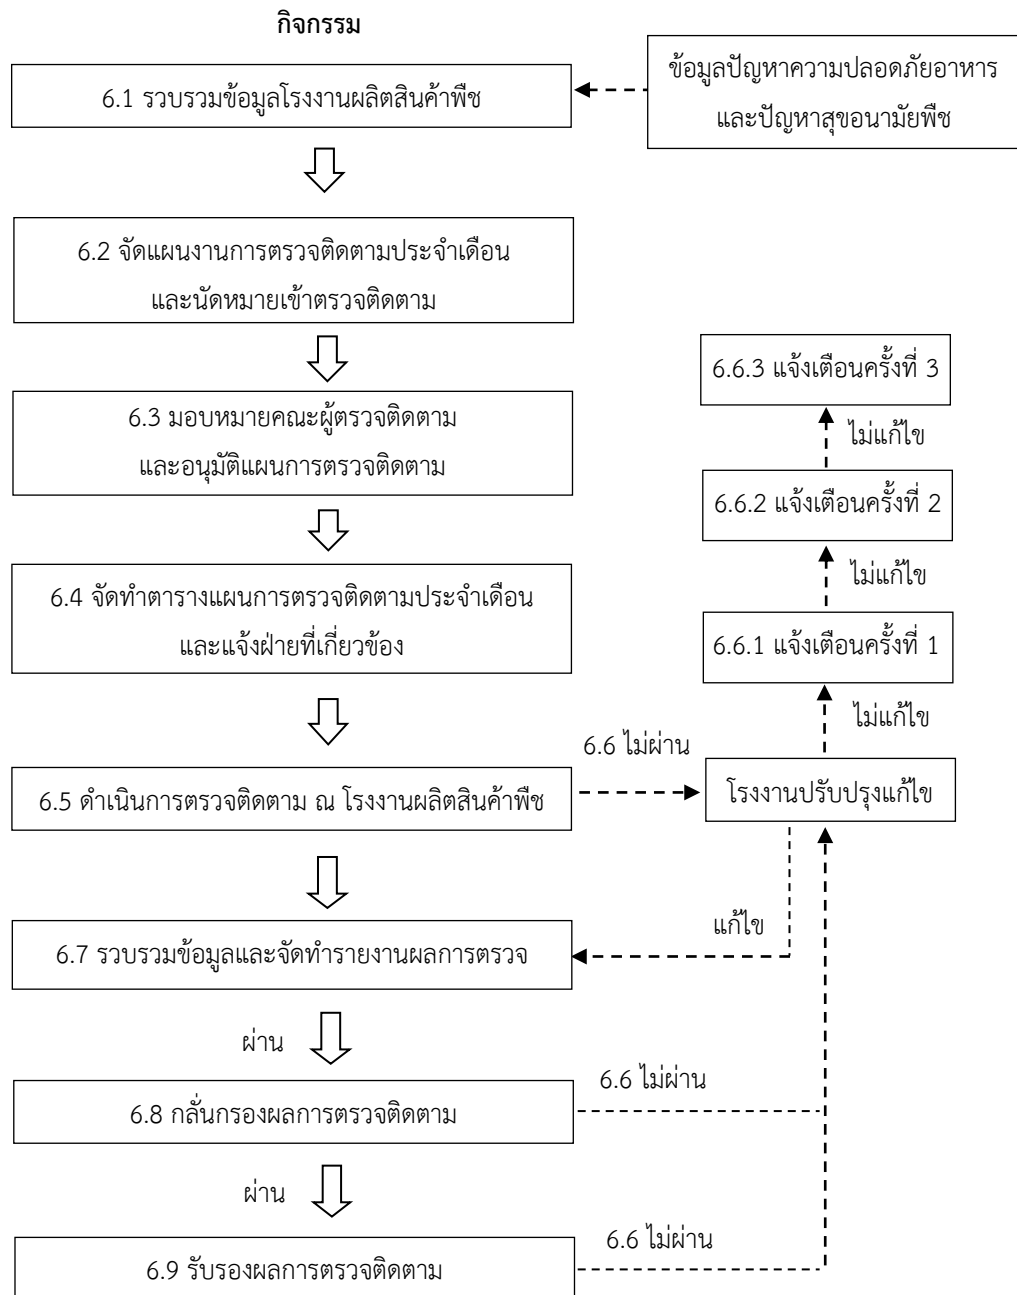 กิจกรรม
6.1 รวบรวมข้อมูลโรงงานผลิตสินค้าพืช
ข้อมูลปัญหาความปลอดภัยอาหาร
และปัญหาสุขอนามัยพืช
6.2 จัดแผนงานการตรวจติดตามประจำเดือน
และนัดหมายเข้าตรวจติดตาม
6.3 มอบหมายคณะผู้ตรวจติดตาม
และอนุมัติแผนการตรวจติดตาม
6.4 จัดทำตารางแผนการตรวจติดตามประจำเดือน
และแจ้งฝ่ายที่เกี่ยวข้อง
6.6.3 แจ้งเตือนครั้งที่ 3
ไม่แก้ไข
6.6.2 แจ้งเตือนครั้งที่ 2
ไม่แก้ไข
6.6.1 แจ้งเตือนครั้งที่ 1
ไม่แก้ไข
6.6 ไม่ผ่าน
6.5 ดำเนินการตรวจติดตาม ณ โรงงานผลิตสินค้าพืช
โรงงานปรับปรุงแก้ไข
แก้ไข
6.7 รวบรวมข้อมูลและจัดทำรายงานผลการตรวจ
ผ่าน
6.6 ไม่ผ่าน
6.8 กลั่นกรองผลการตรวจติดตาม
ผ่าน
6.6 ไม่ผ่าน
6.9 รับรองผลการตรวจติดตาม